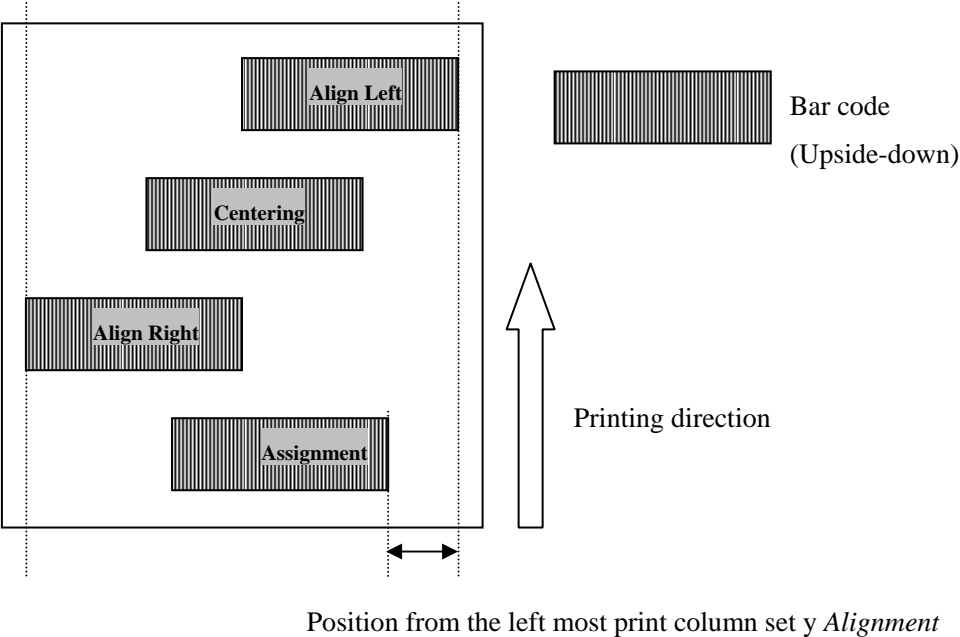 Align Left
Bar code
(Upside-down)
Centering
Align Right
Printing direction
Assignment
Position from the left most print column set y Alignment